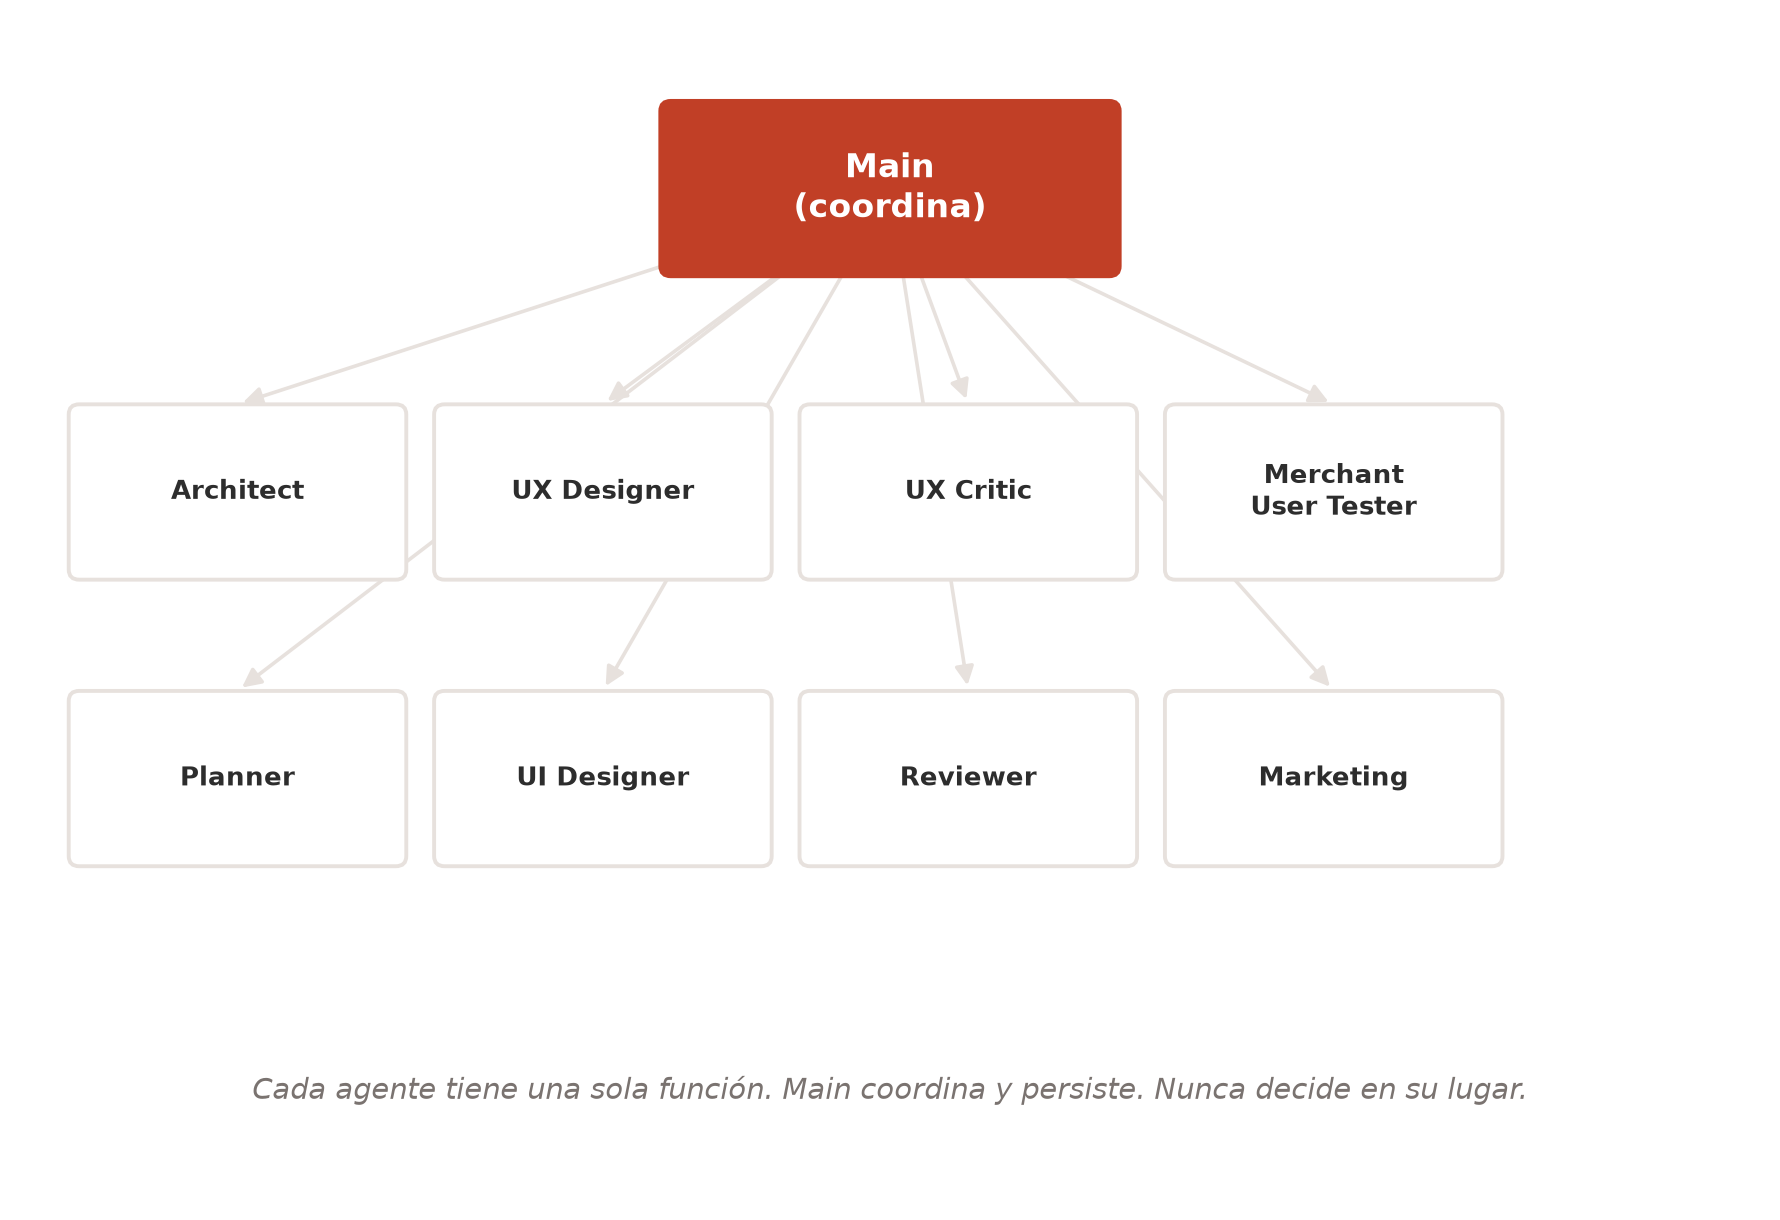 Main
(coordina)
Architect
UX Designer
UX Critic
Merchant
User Tester
Planner
UI Designer
Reviewer
Marketing
Cada agente tiene una sola función. Main coordina y persiste. Nunca decide en su lugar.